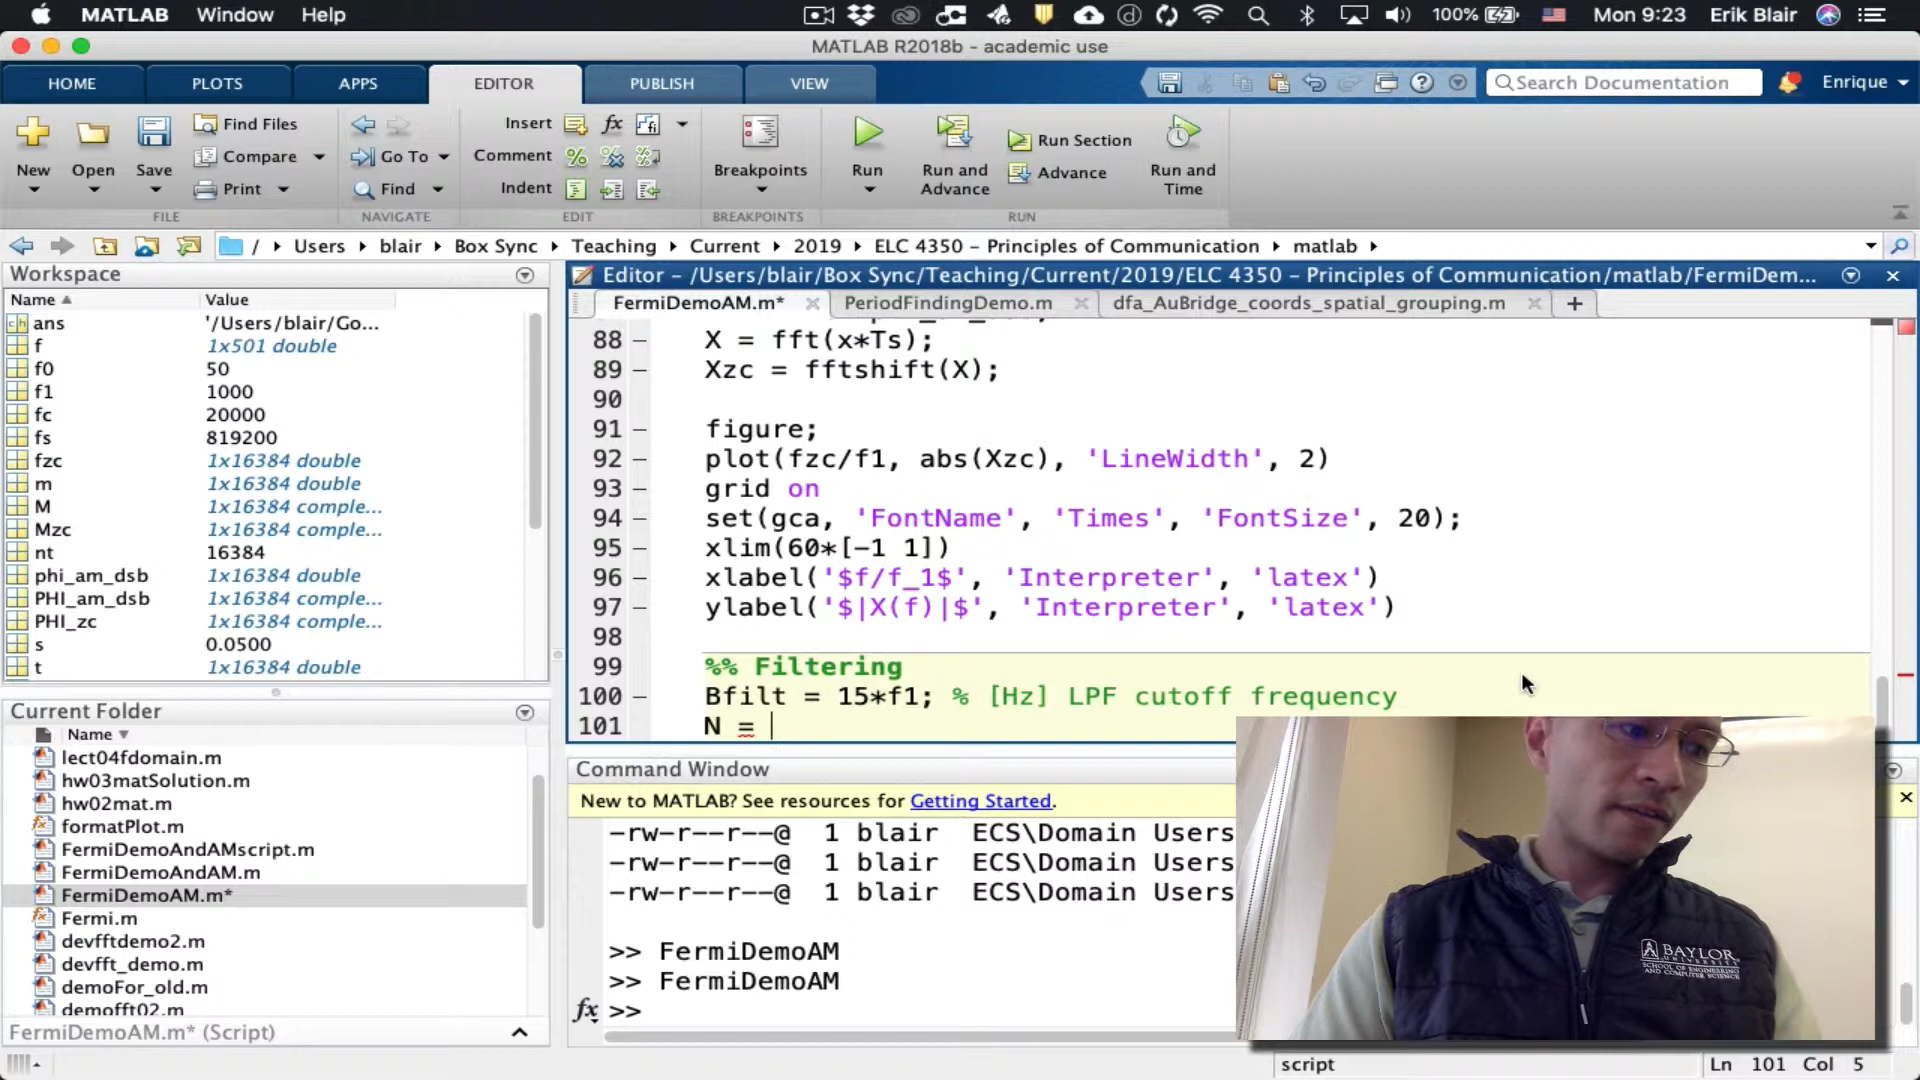 MATLAB Window Help
100% Mon 9:23 Erik Blair
MATLAB R2018b - academic use
HOME PLOTS APPS EDITOR PUBLISH VIEW
Search Documentation
Enrique
New
Open
Save
Find Files
Compare
Print
Go To
Find
Insert
Comment
Indent
Breakpoints
Run
Run and
Advance
Run Section
Advance
Run and
Time
FILE NAVIGATE EDIT BREAKPOINTS RUN
/ Users blair Box Sync Teaching Current 2019 ELC 4350 - Principles of Communication matlab
Workspace
Name Value
ans '/Users/blair/Go...
f 1x501 double
f0 50
f1 1000
fc 20000
fs 819200
fzc 1x16384 double
m 1x16384 double
M 1x16384 comple...
Mzc 1x16384 comple...
nt 16384
phi_am_dsb 1x16384 double
PHI_am_dsb 1x16384 comple...
PHI_zc 1x16384 comple...
s 0.0500
t 1x16384 double
Current Folder
Name
lect04fdomain.m
hw03matSolution.m
hw02mat.m
formatPlot.m
FermiDemoAndAMscript.m
FermiDemoAndAM.m
FermiDemoAM.m*
Fermi.m
devfftdemo2.m
devfft_demo.m
demoFor_old.m
demofft02.m
FermiDemoAM.m* (Script)
Editor - /Users/blair/Box Sync/Teaching/Current/2019/ELC 4350 - Principles of Communication/matlab/FermiDem...
FermiDemoAM.m* PeriodFindingDemo.m dfa_AuBridge_coords_spatial_grouping.m
88 - X = fft(x*Ts);
89 - Xzc = fftshift(X);
90
91 - figure;
92 - plot(fzc/f1, abs(Xzc), 'LineWidth', 2)
93 - grid on
94 - set(gca, 'FontName', 'Times', 'FontSize', 20);
95 - xlim(60*[-1 1])
96 - xlabel('$f/f_1$', 'Interpreter', 'latex')
97 - ylabel('$|X(f)|$', 'Interpreter', 'latex')
98
99 %% Filtering
100 - Bfilt = 15*f1; % [Hz] LPF cutoff frequency
101 N =
Command Window
New to MATLAB? See resources for Getting Started.
-rw-r--r--@ 1 blair ECS\Domain Users
-rw-r--r--@ 1 blair ECS\Domain Users
-rw-r--r--@ 1 blair ECS\Domain Users
>> FermiDemoAM
>> FermiDemoAM
fx >>
BAYLOR
UNIVERSITY
SCHOOL OF ENGINEERING
AND COMPUTER SCIENCE
script Ln 101 Col 5